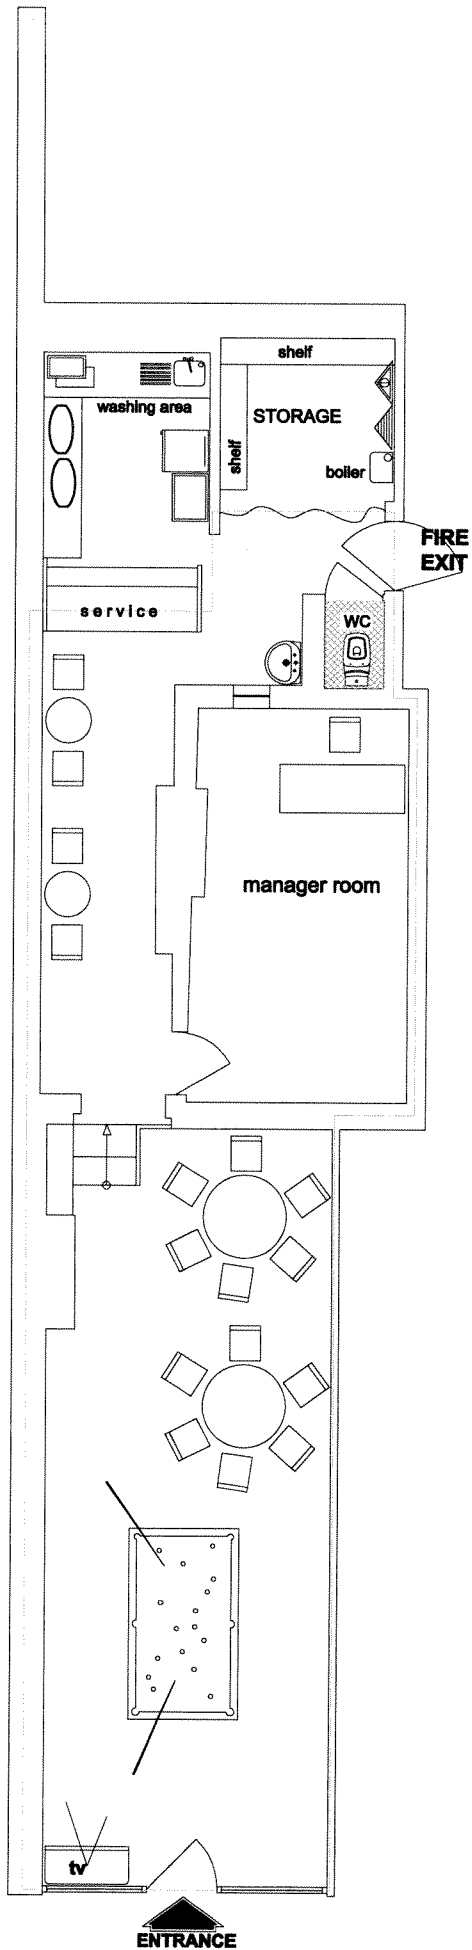 shelf
washing area
STORAGE
shelf
boiler
FIRE
EXIT
service
WC
manager room
tv
ENTRANCE